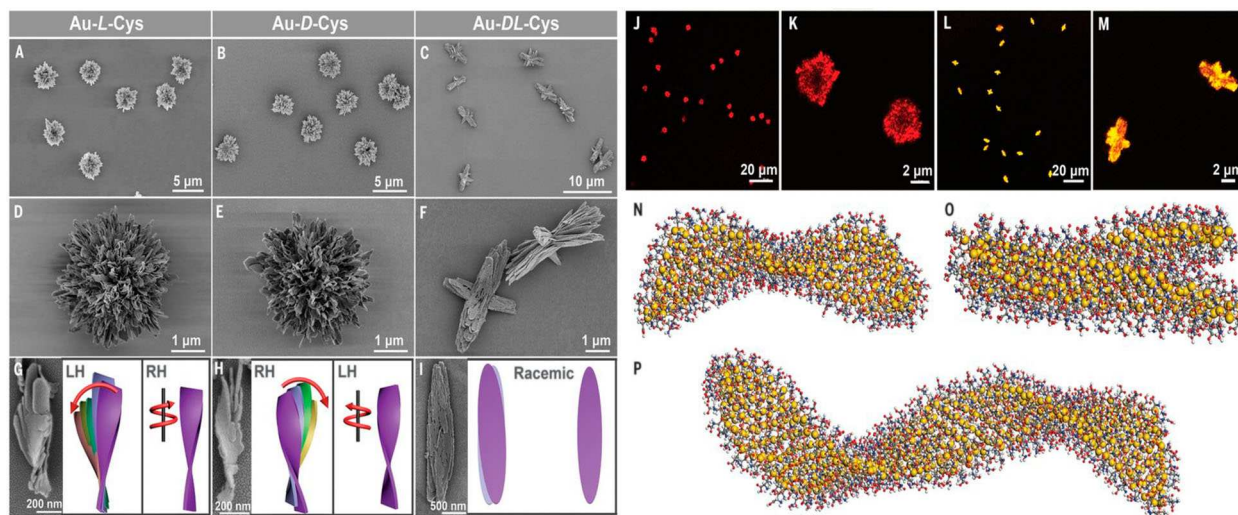 Au-L-Cys
Au-D-Cys
Au-DL-Cys
A
5 μm
B
5 μm
C
10 μm
D
1 μm
E
1 μm
F
1 μm
G
200 nm
LH
RH
H
200 nm
RH
LH
I
500 nm
Racemic
J
20 μm
K
2 μm
L
20 μm
M
2 μm
N
O
P